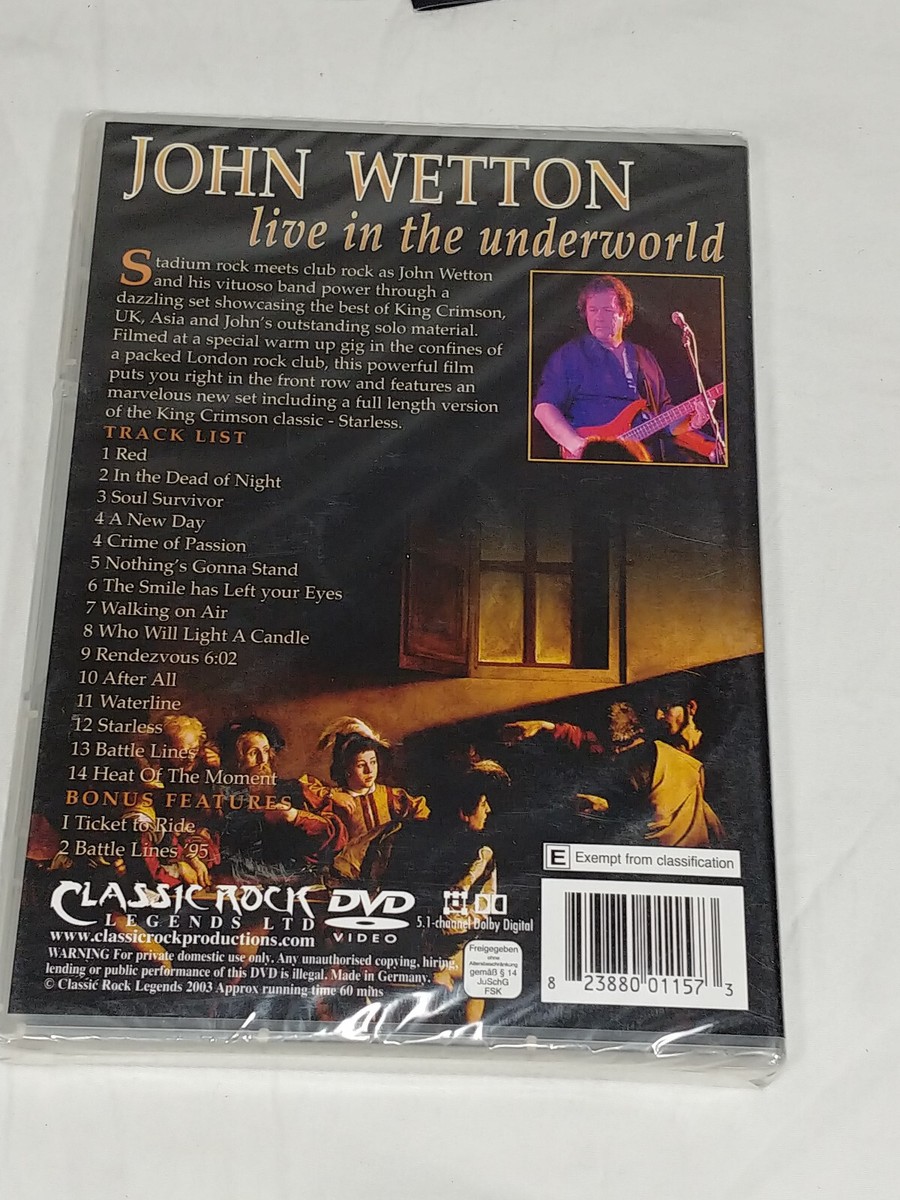 JOHN WETTON
live in the underworld
Stadium rock meets club rock as John Wetton
and his vituoso band power through a
dazzling set showcasing the best of King Crimson,
UK, Asia and John's outstanding solo material.
Filmed at a special warm up gig in the confines of
a packed London rock club, this powerful film
puts you right in the front row and features an
marvelous new set including a full length version
of the King Crimson classic - Starless.
TRACK LIST
1 Red
2 In the Dead of Night
3 Soul Survivor
4 A New Day
4 Crime of Passion
5 Nothing's Gonna Stand
6 The Smile has Left your Eyes
7 Walking on Air
8 Who Will Light A Candle
9 Rendezvous 6:02
10 After All
11 Waterline
12 Starless
13 Battle Lines
14 Heat Of The Moment
BONUS FEATURES
1 Ticket to Ride
2 Battle Lines '95
CLASSIC ROCK
LEGENDS LTD
www.classicrockproductions.com
DVD
VIDEO
5.1-channel Dolby Digital
WARNING For private domestic use only. Any unauthorised copying, hiring,
lending or public performance of this DVD is illegal. Made in Germany.
© Classic Rock Legends 2003 Approx running time 60 mins
Freigegeben
ohne
Altersbeschränkung
gemäß § 14
JuSchG
FSK
E Exempt from classification
8 23880 01157 3